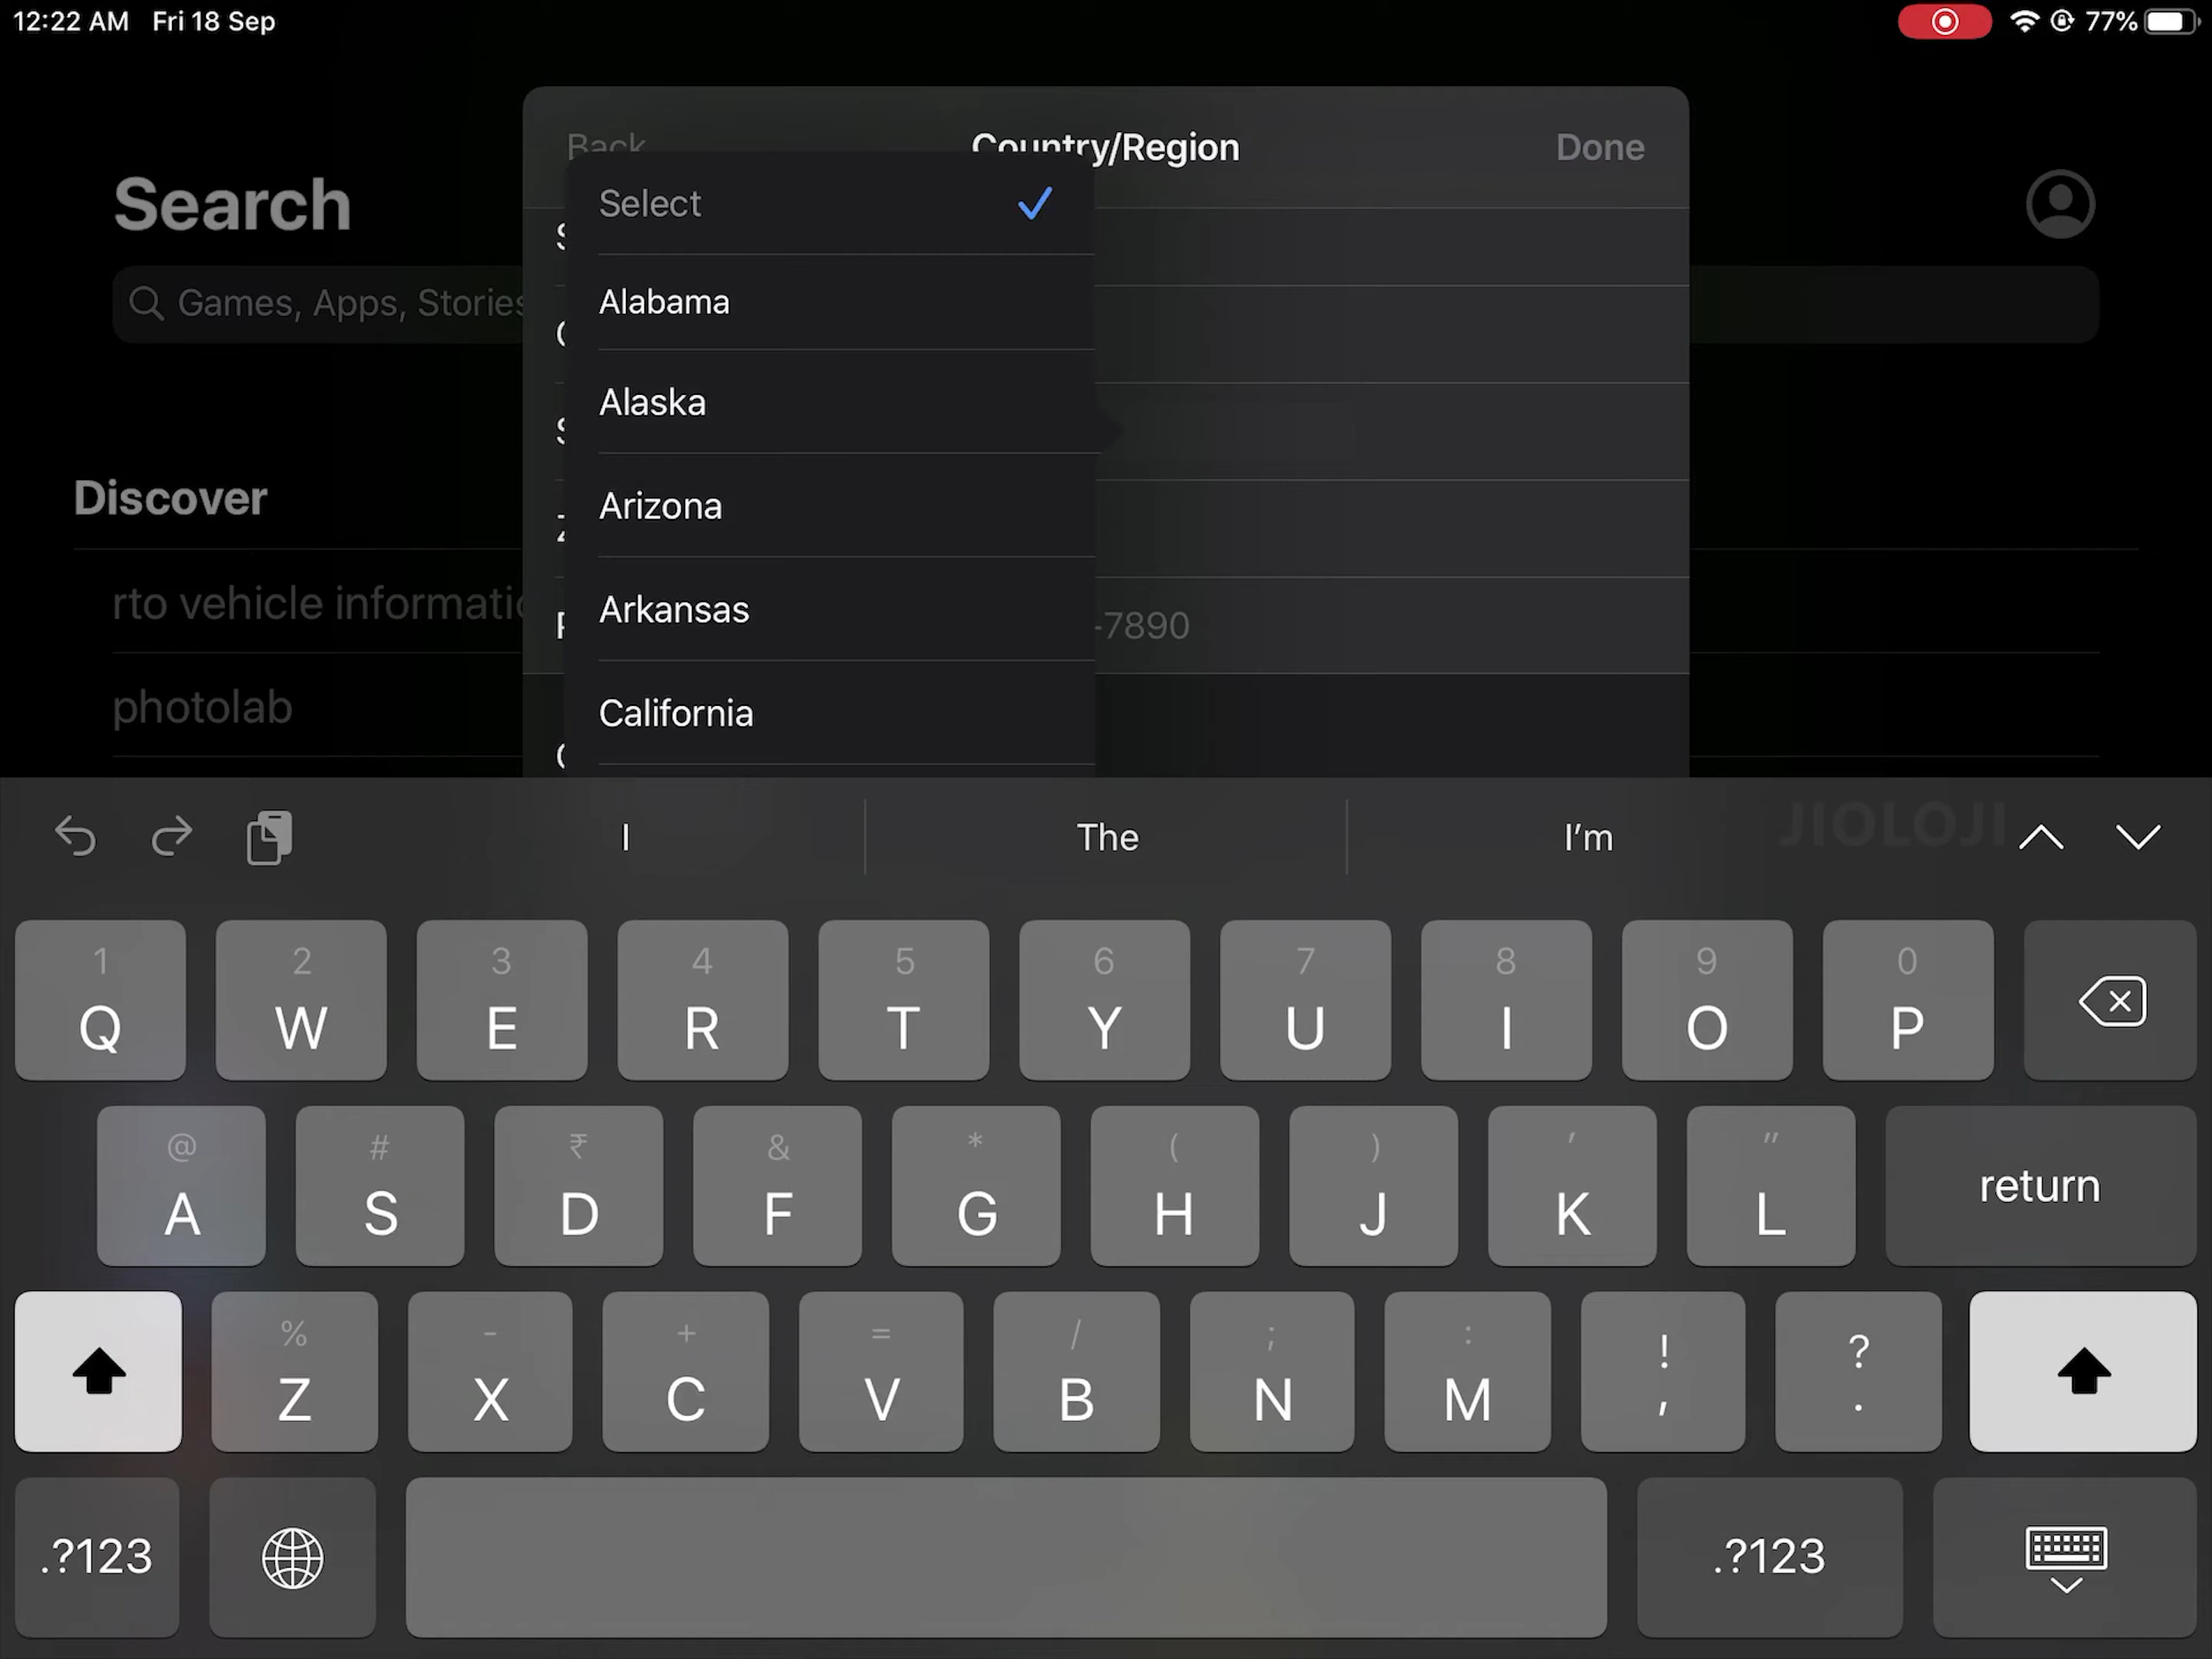 12:22 AM Fri 18 Sep 77%
Back Country/Region Done
Search
Select
Games, Apps, Stories
Alabama
Alaska
Discover
Arizona
rto vehicle informatio
Arkansas
-7890
photolab
California
JIOLOJI
I The I'm
1 2 3 4 5 6 7 8 9 0
Q W E R T Y U I O P
@ # ₹ & * ( ) ' "
A S D F G H J K L return
% - + = / ; : ! ?
Z X C V B N M , .
.?123 .?123